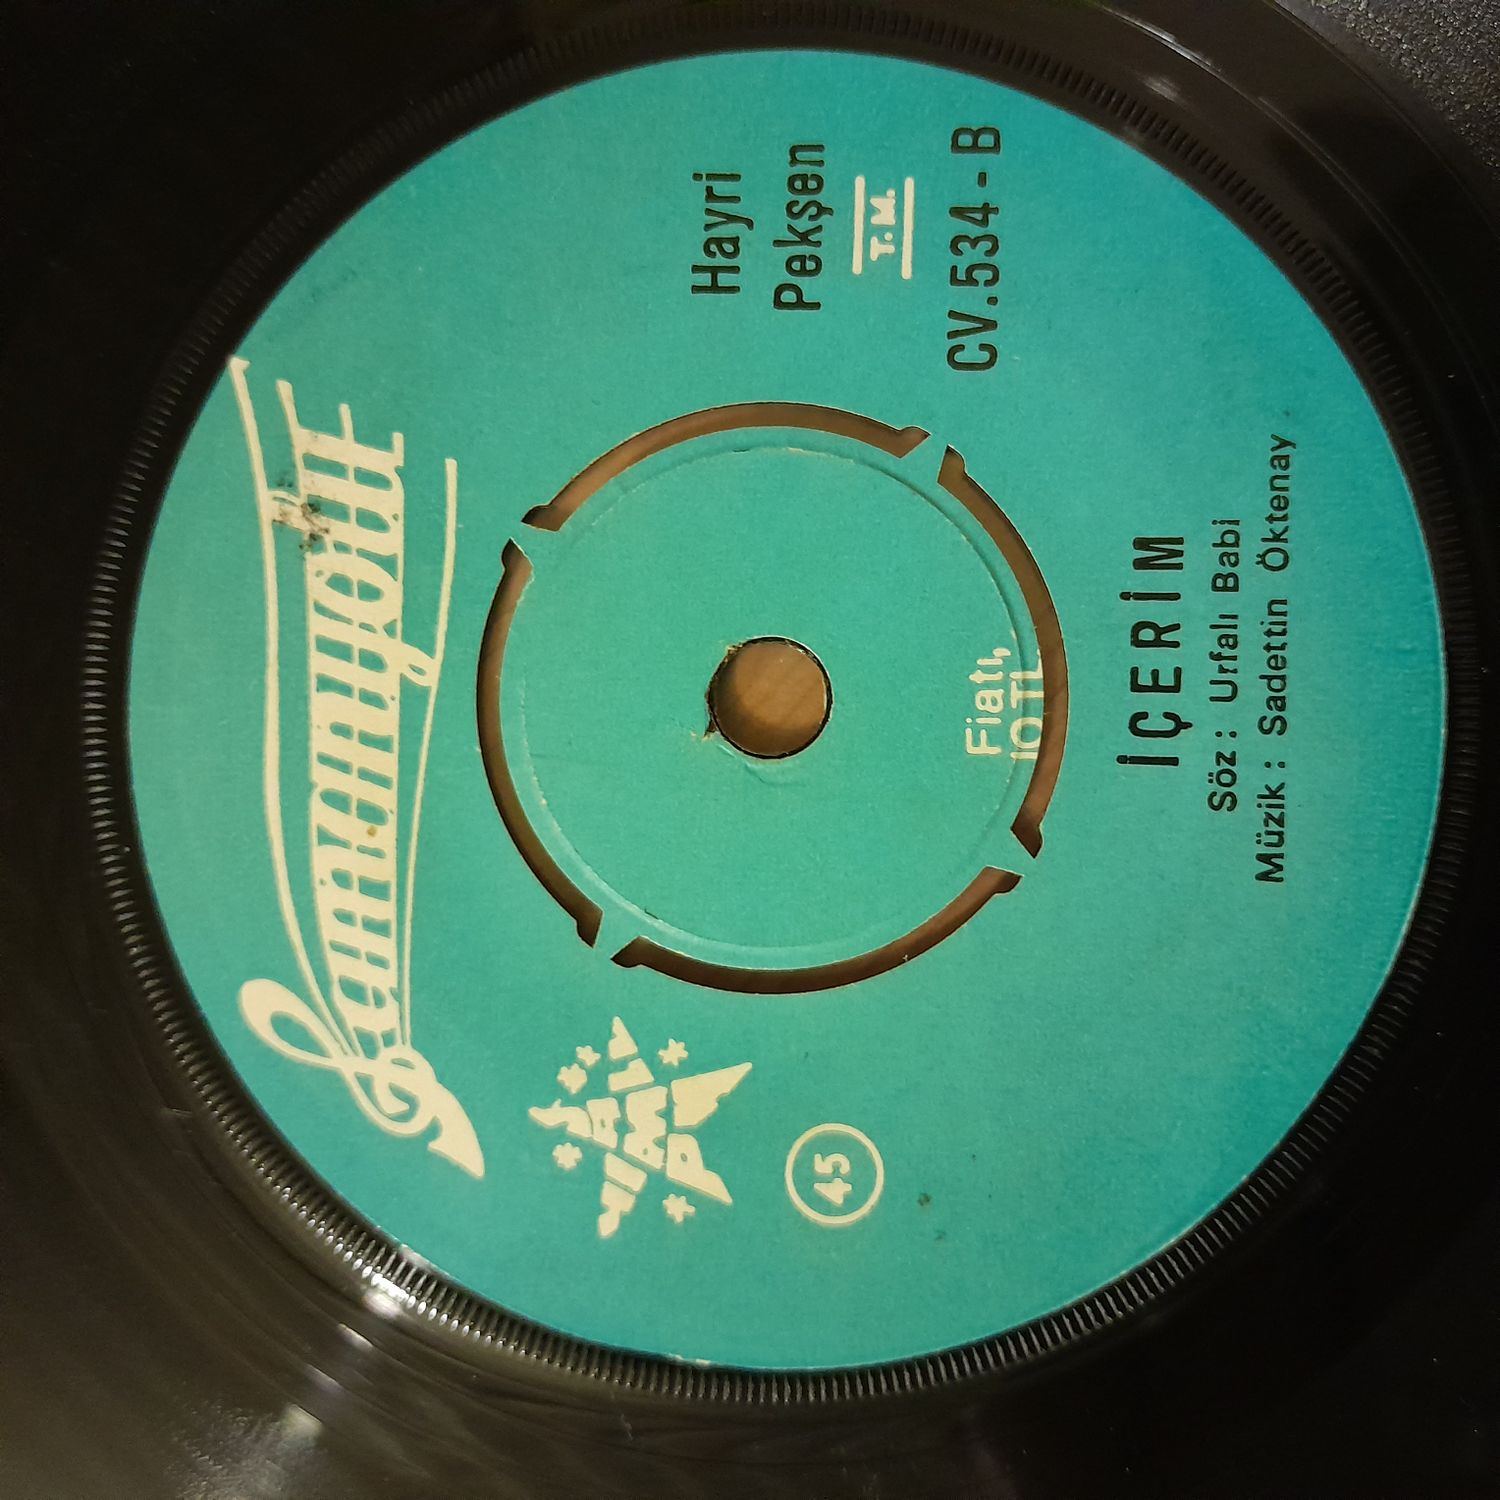 Hayri
Pekşen
T.M.
CV.534-B
45
Fiatı,
10 TL.
İÇERİM
Söz: Urfalı Babi
Müzik: Sadettin Öktenay